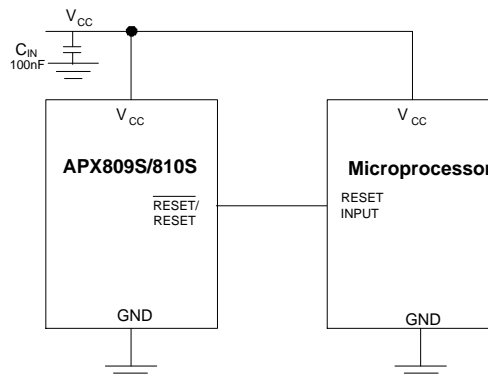 VCC
CIN
100nF
VCC
APX809S/810S
RESET/
RESET
GND
VCC
Microprocessor
RESET
INPUT
GND